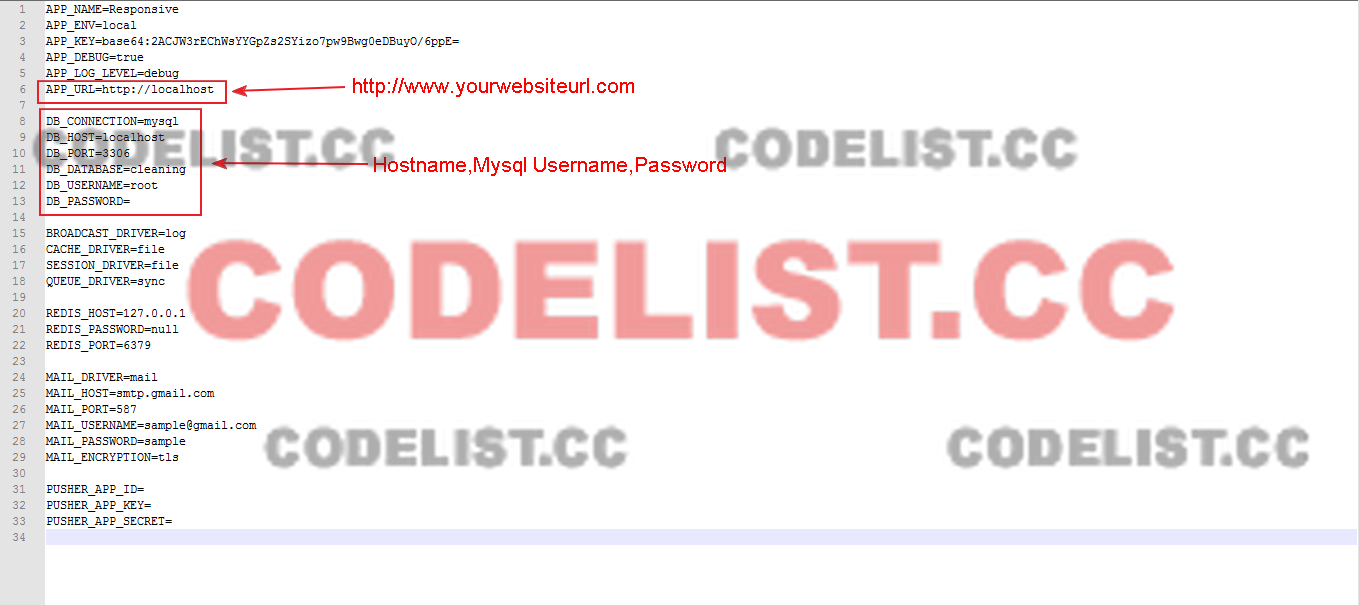 1 APP_NAME=Responsive
2 APP_ENV=local
3 APP_KEY=base64:2ACJW3rEChWsYYGpZs2SYizo7pw9Bwg0eDBuyO/6ppE=
4 APP_DEBUG=true
5 APP_LOG_LEVEL=debug
6 APP_URL=http://localhost
http://www.yourwebsiteurl.com
7
8 DB_CONNECTION=mysql
9 DB_HOST=localhost
CODELIST.CC
CODELIST.CC
10 DB_PORT=3306
11 DB_DATABASE=cleaning
Hostname,Mysql Username,Password
12 DB_USERNAME=root
13 DB_PASSWORD=
14
15 BROADCAST_DRIVER=log
16 CACHE_DRIVER=file
17 SESSION_DRIVER=file
18 QUEUE_DRIVER=sync
CODELIST.CC
19
20 REDIS_HOST=127.0.0.1
21 REDIS_PASSWORD=null
22 REDIS_PORT=6379
23
24 MAIL_DRIVER=mail
25 MAIL_HOST=smtp.gmail.com
26 MAIL_PORT=587
27 MAIL_USERNAME=sample@gmail.com
28 MAIL_PASSWORD=sample
CODELIST.CC
CODELIST.CC
29 MAIL_ENCRYPTION=tls
30
31 PUSHER_APP_ID=
32 PUSHER_APP_KEY=
33 PUSHER_APP_SECRET=
34